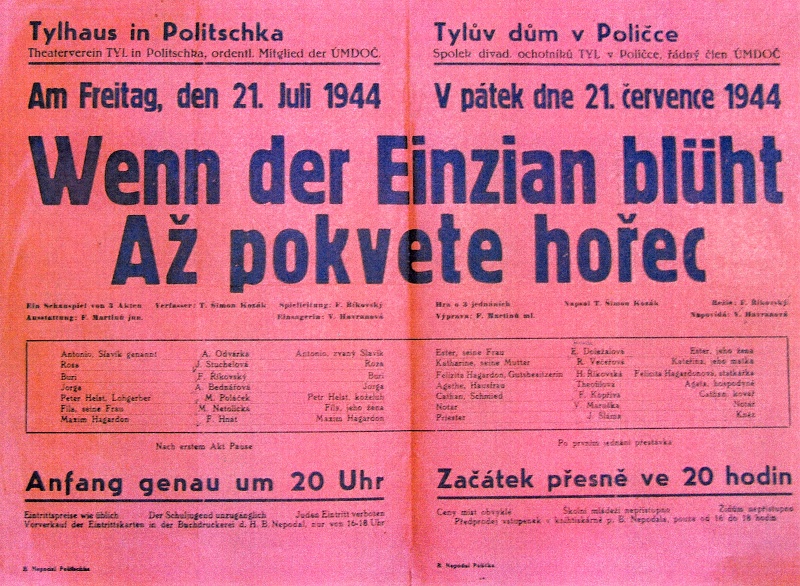 Tylhaus in Politschka
Theaterverein TYL in Politschka, ordentl. Mitglied der ÚMDOČ.
Am Freitag, den 21. Juli 1944
Tylův dům v Poličce
Spolek divad. ochotníků TYL v Poličce, řádný člen ÚMDOČ
V pátek dne 21. července 1944
Wenn der Einzian blüht
Až pokvete hořec
Ein Schauspiel von 3 Akten Verfasser: T. Šimon Kozák Spielleitung: F. Říkovský
Ausstattung: F. Martinů jun. Einsagerin: V. Havranová
Hra o 3 jednáních Napsal T. Šimon Kozák Režie: F. Říkovský
Výprava: F. Martinů ml. Napovídá: V. Havranová
Antonio, Slavík genannt A. Odvárka Antonio, zvaný Slavík
Rosa J. Stuchelová Roza
Buri F. Říkovský Buri
Jorga A. Bednářová Jorga
Peter Helst, Lohgerber M. Poláček Petr Helst, koželuh
Fila, seine Frau M. Natolická Fila, jeho žena
Maxim Hagardon F. Hnát Maxim Hagardon
Ester, seine Frau E. Doležalová Ester, jeho žena
Katharine, seine Mutter R. Večeřová Kateřina, jeho matka
Felizita Hagardon, Gutsbesitzerin H. Říkovská Felicita Hagardonová, statkářka
Agathe, Hausfrau Theofilová Agata, hospodyně
Cathan, Schmied F. Kopřiva Cathan, kovář
Notar V. Maruška Notář
Priester J. Sláma Kněz
Nach erstem Akt Pause
Po prvním jednání přestávka
Anfang genau um 20 Uhr
Eintrittspreise wie üblich Der Schuljugend unzugänglich Juden Eintritt verboten
Vorverkauf der Eintrittskarten in der Buchdruckerei d. H. B. Nepodal, nur von 16-18 Uhr
Začátek přesně ve 20 hodin
Ceny míst obvyklé Školní mládeži nepřístupno Židům nepřístupno
Předprodej vstupenek v knihtiskárně p. B. Nepodala, pouze od 16 do 18 hodin
B. Nepodal Politschka
B. Nepodal Polička